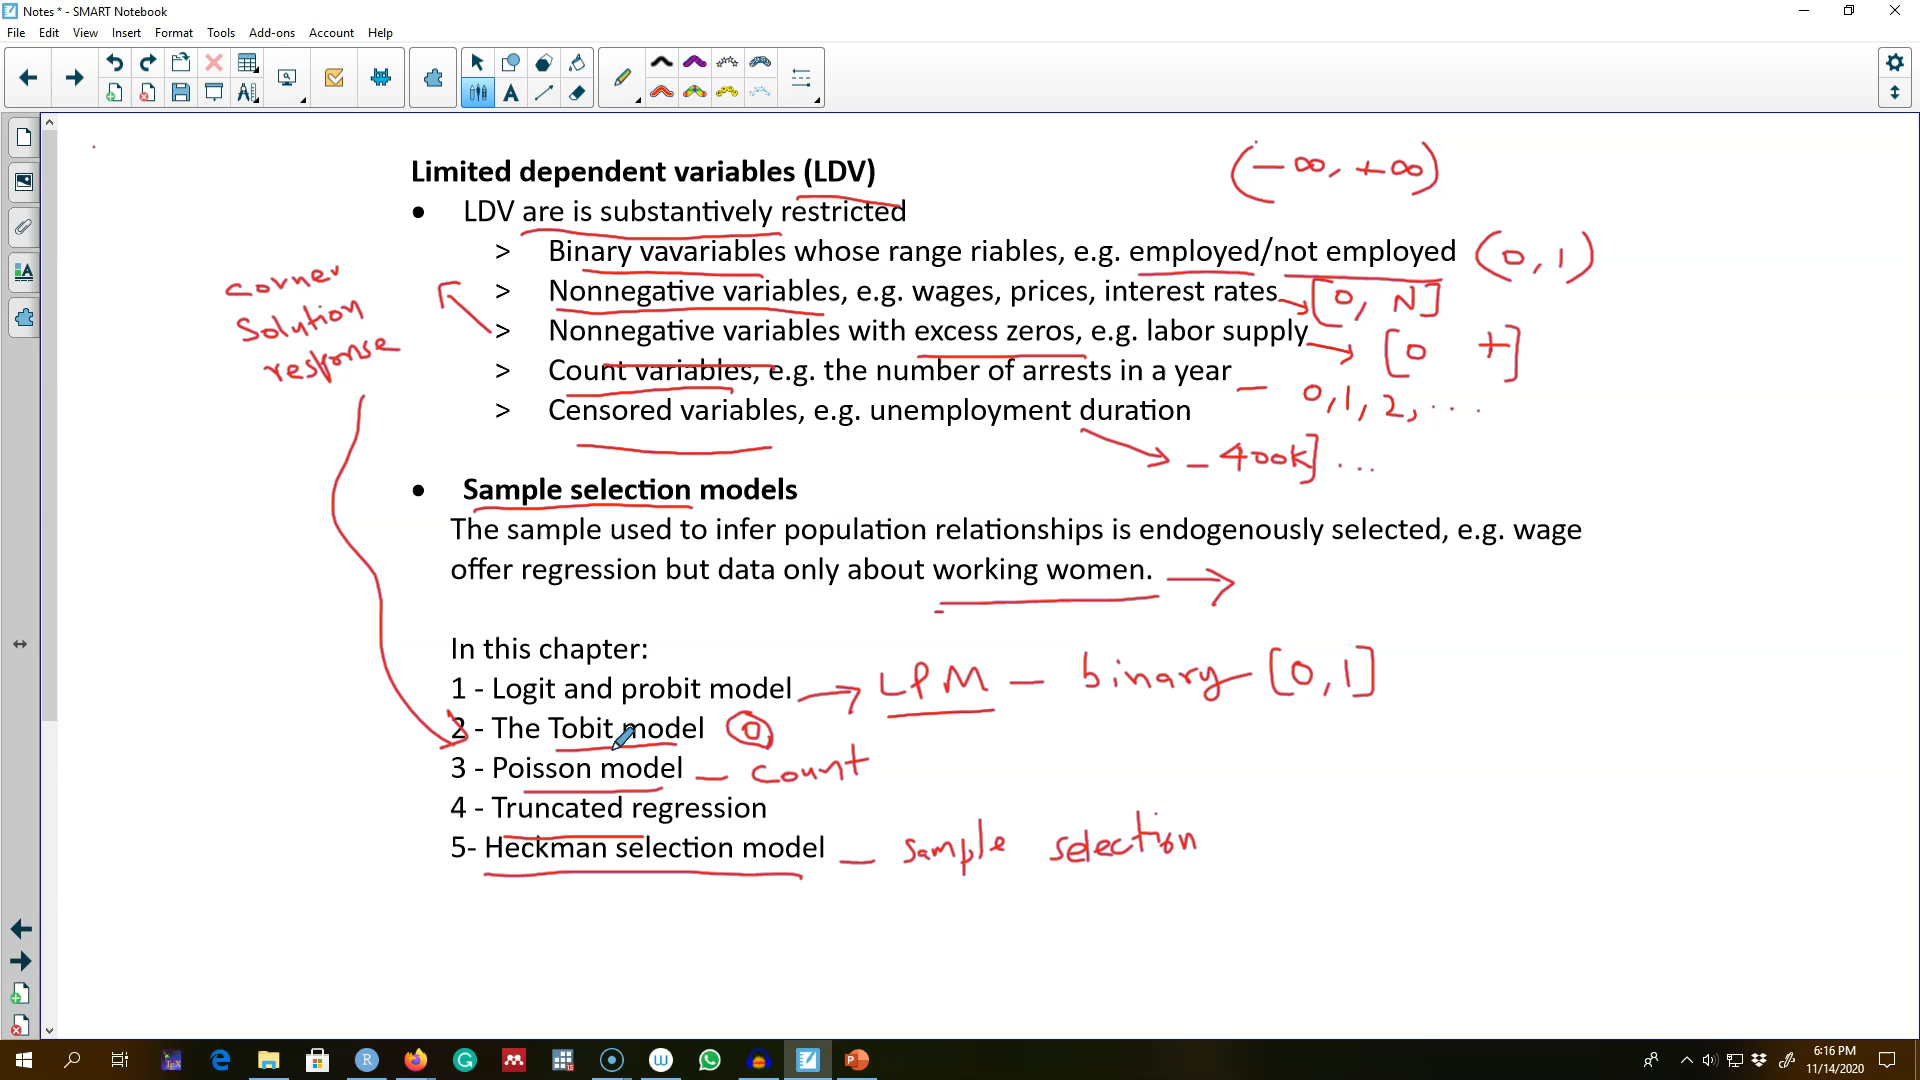 Notes * - SMART Notebook
File Edit View Insert Format Tools Add-ons Account Help
Limited dependent variables (LDV)
(-∞, +∞)
• LDV are is substantively restricted
> Binary vavariables whose range riables, e.g. employed/not employed (0, 1)
> Nonnegative variables, e.g. wages, prices, interest rates [0, N]
> Nonnegative variables with excess zeros, e.g. labor supply [0 +]
> Count variables, e.g. the number of arrests in a year – 0, 1, 2, ....
> Censored variables, e.g. unemployment duration
– 400K] ...
corner
solution
response
• Sample selection models
The sample used to infer population relationships is endogenously selected, e.g. wage
offer regression but data only about working women.
In this chapter:
1 - Logit and probit model → LPM – binary [0, 1]
2 - The Tobit model 0
3 - Poisson model – count
4 - Truncated regression
5- Heckman selection model – sample selection
6:16 PM
11/14/2020